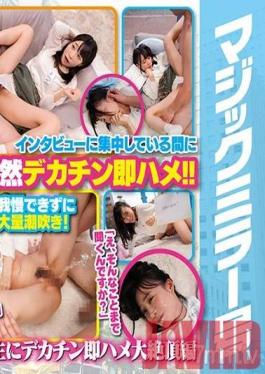 マジックミラー
インタビューに集中している間に
然デカチン即ハメ!!
我慢できずに
大量潮吹き!
「え、そんなことまで
聞くんですか?」
生にデカチン即ハメ大絶頂編